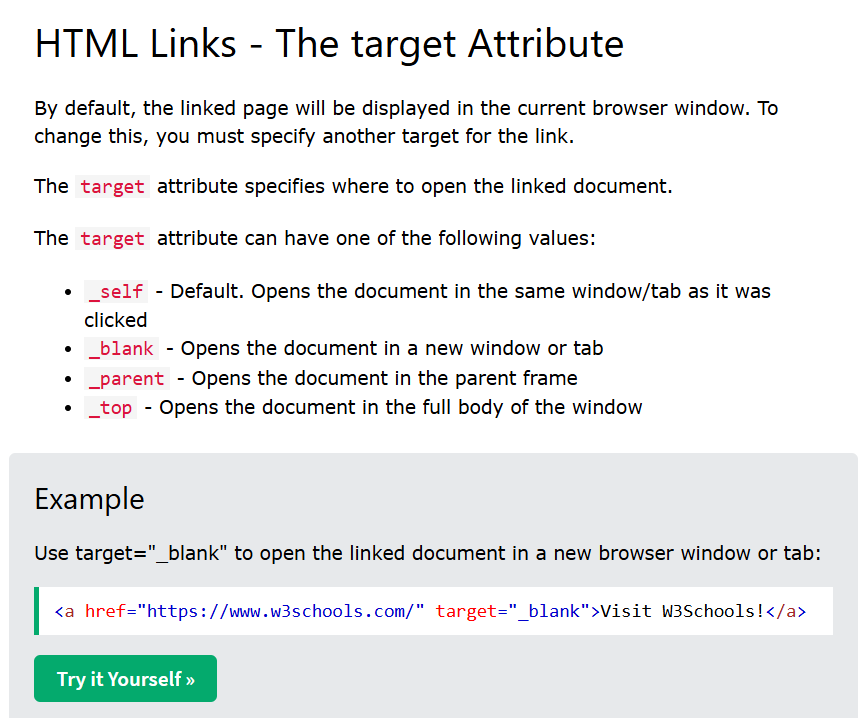 HTML Links - The target Attribute
By default, the linked page will be displayed in the current browser window. To
change this, you must specify another target for the link.
The target attribute specifies where to open the linked document.
The target attribute can have one of the following values:
• _self - Default. Opens the document in the same window/tab as it was
clicked
• _blank - Opens the document in a new window or tab
• _parent - Opens the document in the parent frame
• _top - Opens the document in the full body of the window
Example
Use target="_blank" to open the linked document in a new browser window or tab:
<a href="https://www.w3schools.com/" target="_blank">Visit W3Schools!</a>
Try it Yourself »